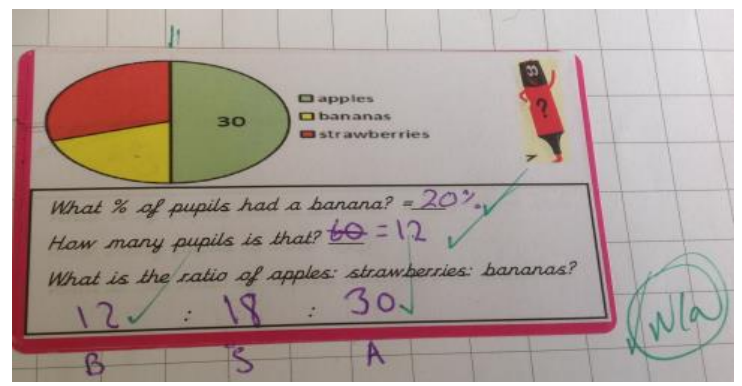 30
apples
bananas
strawberries
?
What % of pupils had a banana? = 20%
How many pupils is that? 60 = 12
What is the ratio of apples: strawberries: bananas?
12 : 18 : 30
B S A